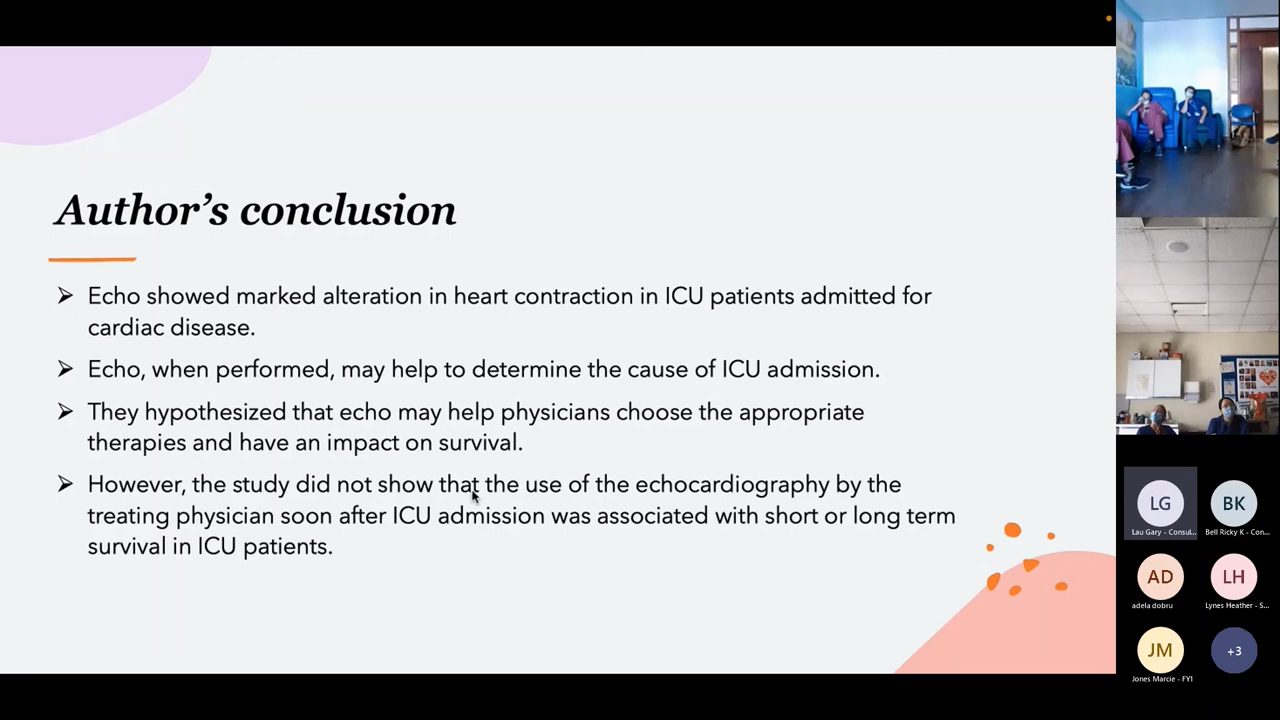 Author’s conclusion
➢ Echo showed marked alteration in heart contraction in ICU patients admitted for
cardiac disease.
➢ Echo, when performed, may help to determine the cause of ICU admission.
➢ They hypothesized that echo may help physicians choose the appropriate
therapies and have an impact on survival.
➢ However, the study did not show that the use of the echocardiography by the
treating physician soon after ICU admission was associated with short or long term
survival in ICU patients.
LG
Lau Gary - Consul...
BK
Bell Ricky K - Con...
AD
adela dobru
LH
Lynes Heather - S...
JM
Jones Marcie - FY1
+3